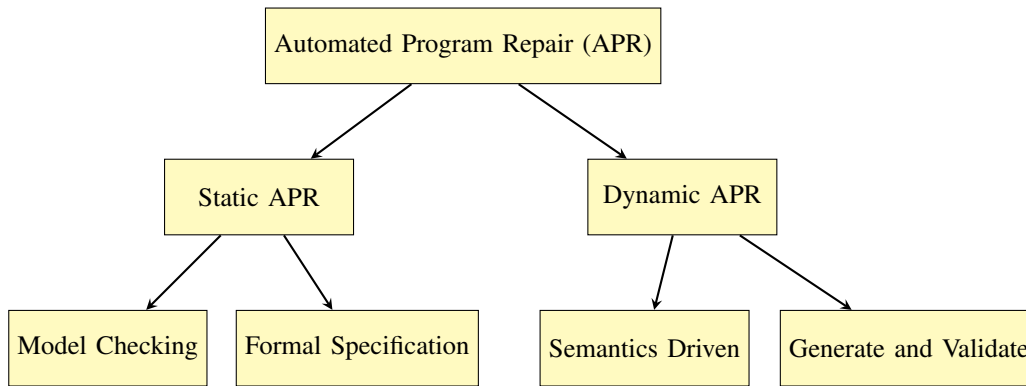 Automated Program Repair (APR)
Static APR
Dynamic APR
Model Checking
Formal Specification
Semantics Driven
Generate and Validate